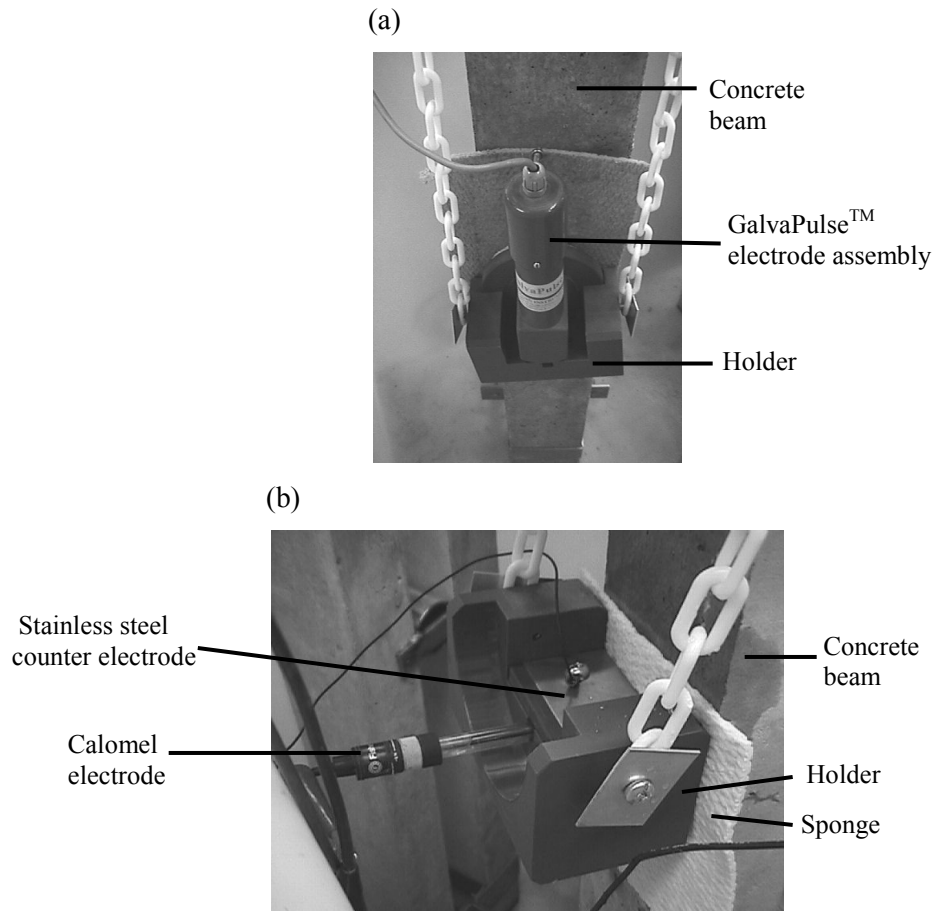 (a)
Concrete
beam
GalvaPulse™
electrode assembly
Holder
(b)
Stainless steel
counter electrode
Calomel
electrode
Concrete
beam
Holder
Sponge